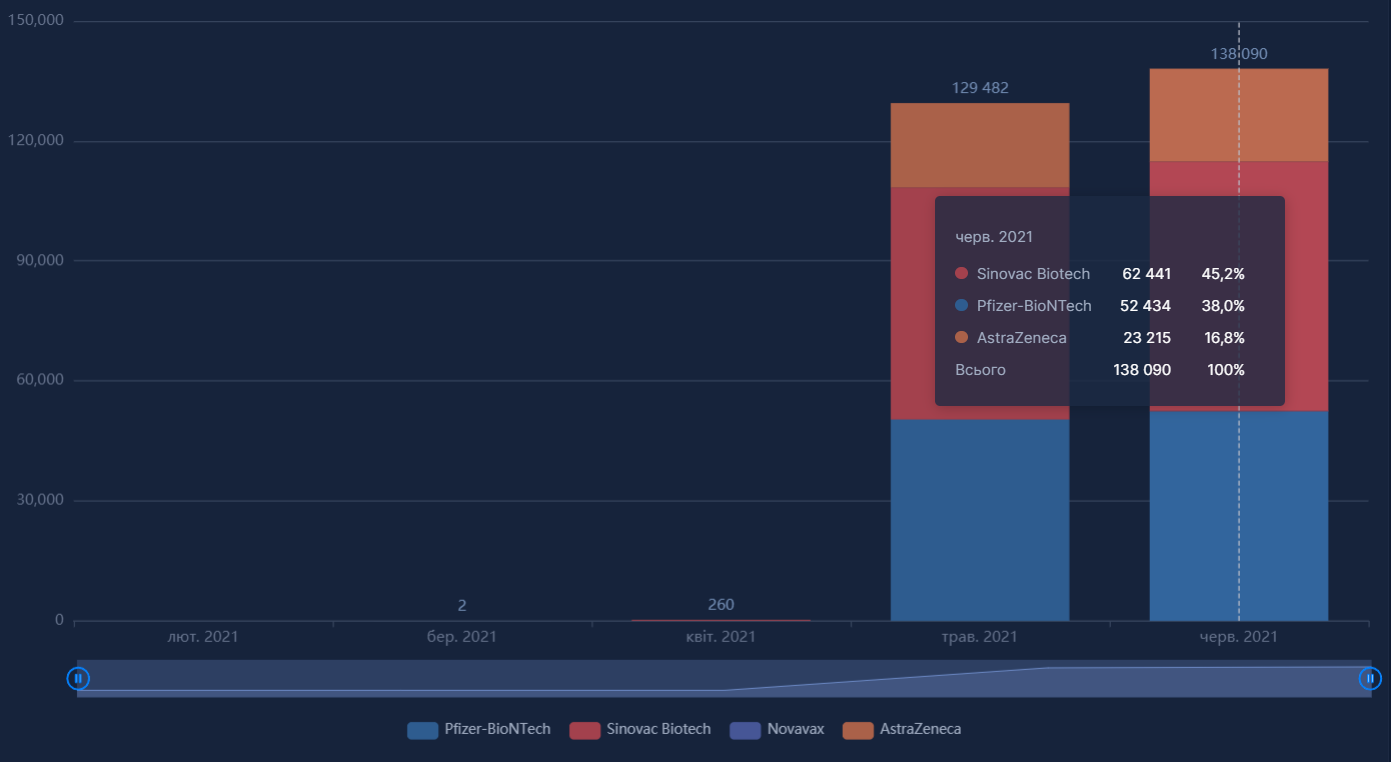 150,000
138 090
129 482
120,000
черв. 2021
90,000
Sinovac Biotech 62 441 45,2%
Pfizer-BioNTech 52 434 38,0%
AstraZeneca 23 215 16,8%
Всього 138 090 100%
60,000
30,000
2
260
0
лют. 2021 бер. 2021 квіт. 2021 трав. 2021 черв. 2021
Pfizer-BioNTech Sinovac Biotech Novavax AstraZeneca